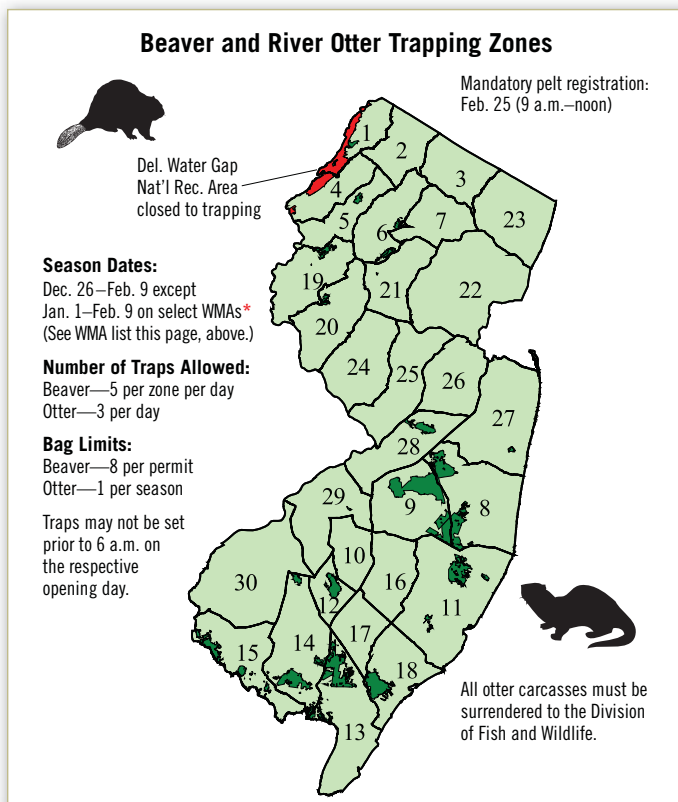 Beaver and River Otter Trapping Zones
Mandatory pelt registration:
Feb. 25 (9 a.m.–noon)
Del. Water Gap
Nat'l Rec. Area
closed to trapping
Season Dates:
Dec. 26–Feb. 9 except
Jan. 1–Feb. 9 on select WMAs*
(See WMA list this page, above.)
Number of Traps Allowed:
Beaver—5 per zone per day
Otter—3 per day
Bag Limits:
Beaver—8 per permit
Otter—1 per season
Traps may not be set
prior to 6 a.m. on
the respective
opening day.
1
2
3
4
23
5
6
7
19
21
22
20
24
25
26
27
28
29
9
8
10
16
30
12
11
17
14
15
18
13
All otter carcasses must be
surrendered to the Division
of Fish and Wildlife.